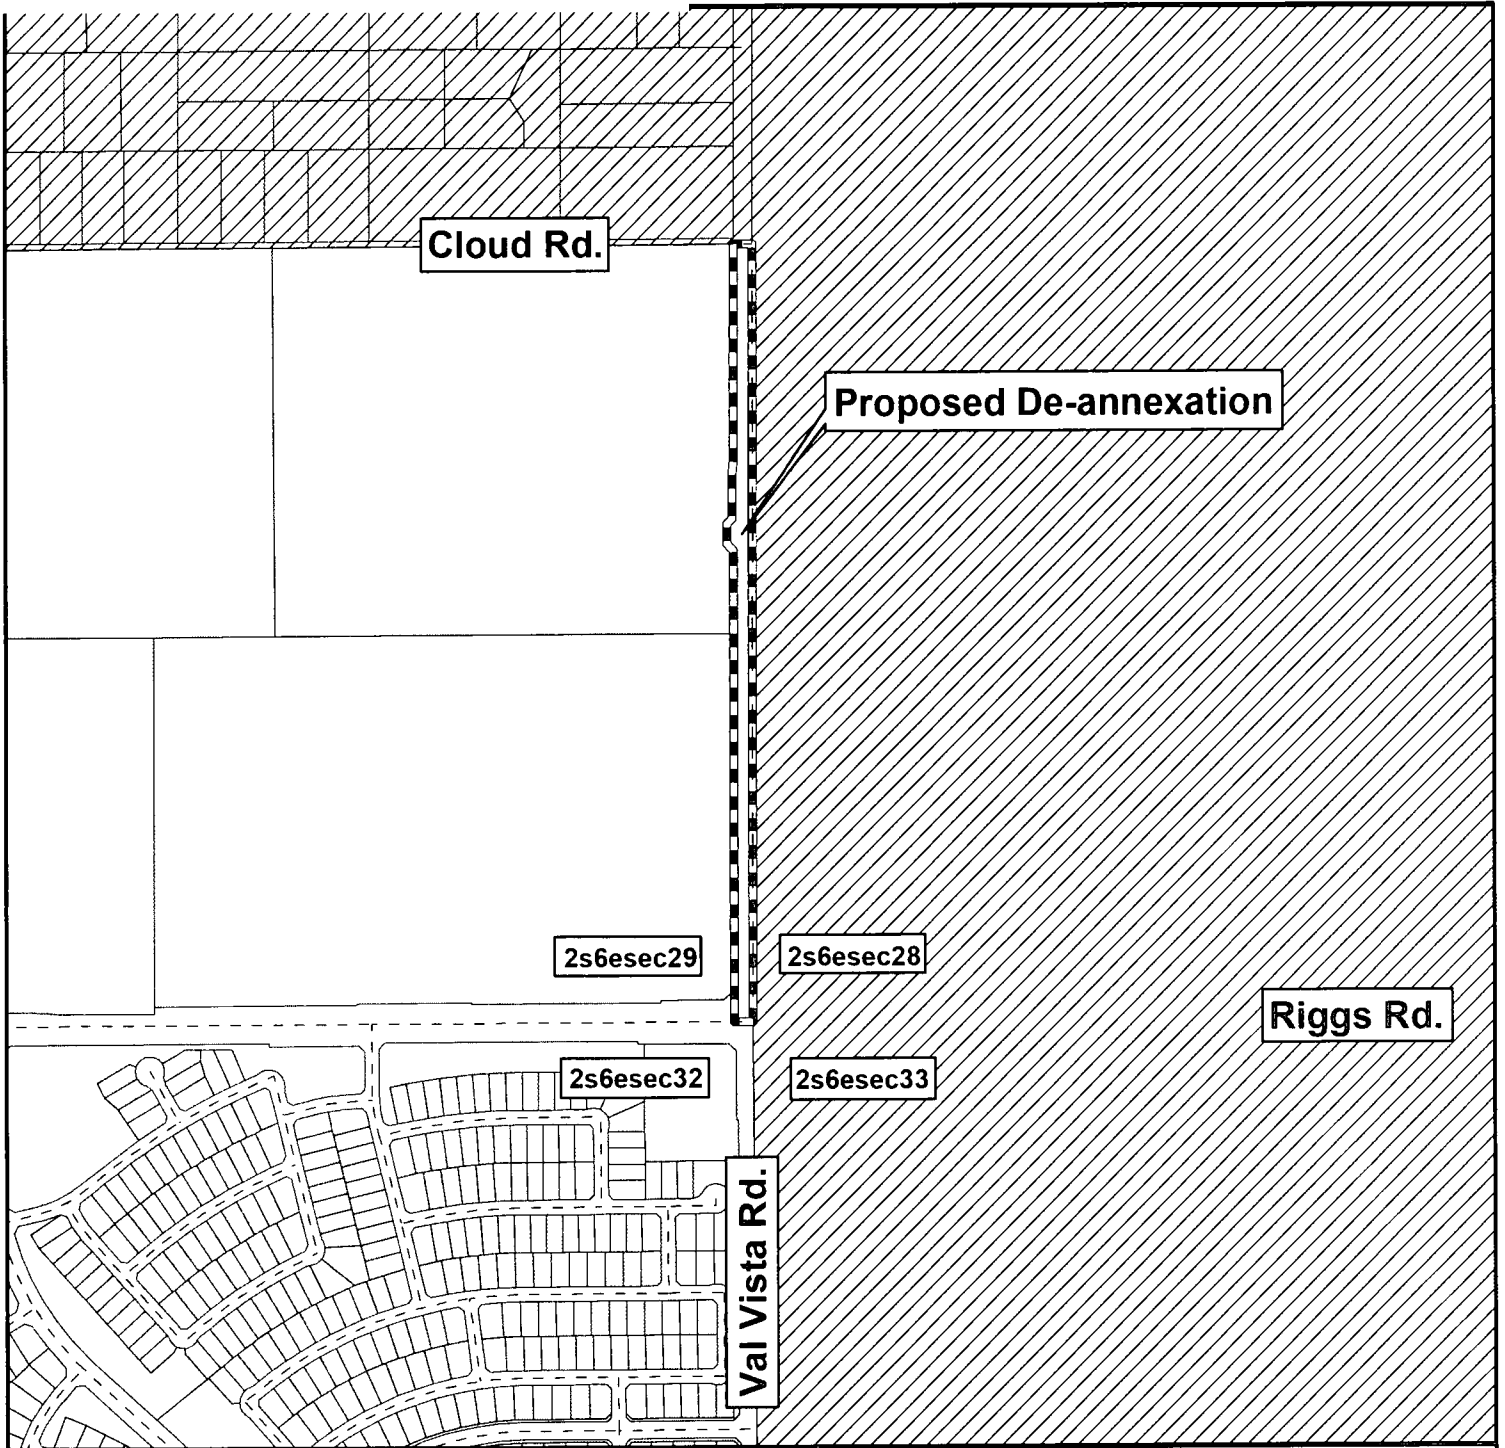 Cloud Rd.
Proposed De-annexation
2s6esec29
2s6esec28
Riggs Rd.
2s6esec32
2s6esec33
Val Vista Rd.